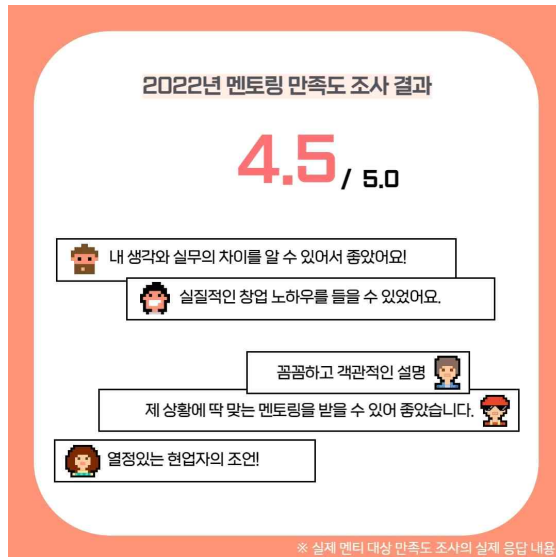 2022년 멘토링 만족도 조사 결과
4.5 / 5.0
내 생각와 실무의 차이를 알 수 있어서 좋았어요!
실질적인 창업 노하우를 들을 수 있었어요.
꼼꼼하고 객관적인 설명
제 상황에 딱 맞는 멘토링을 받을 수 있어 좋았습니다.
열정있는 현업자의 조언!
※ 실제 멘티 대상 만족도 조사의 실제 응답 내용